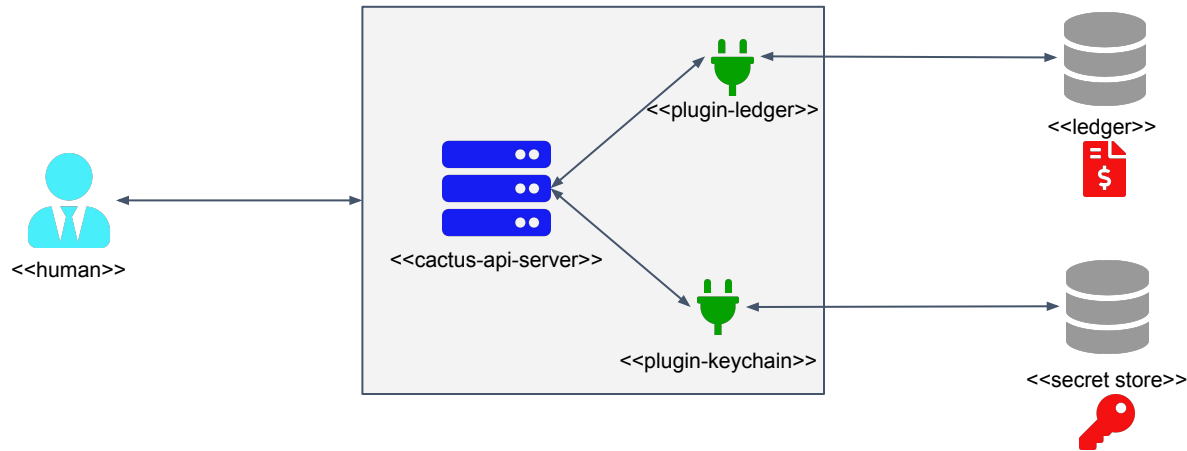 <<plugin-ledger>>
<<ledger>>
$
<<human>>
<<cactus-api-server>>
<<plugin-keychain>>
<<secret store>>